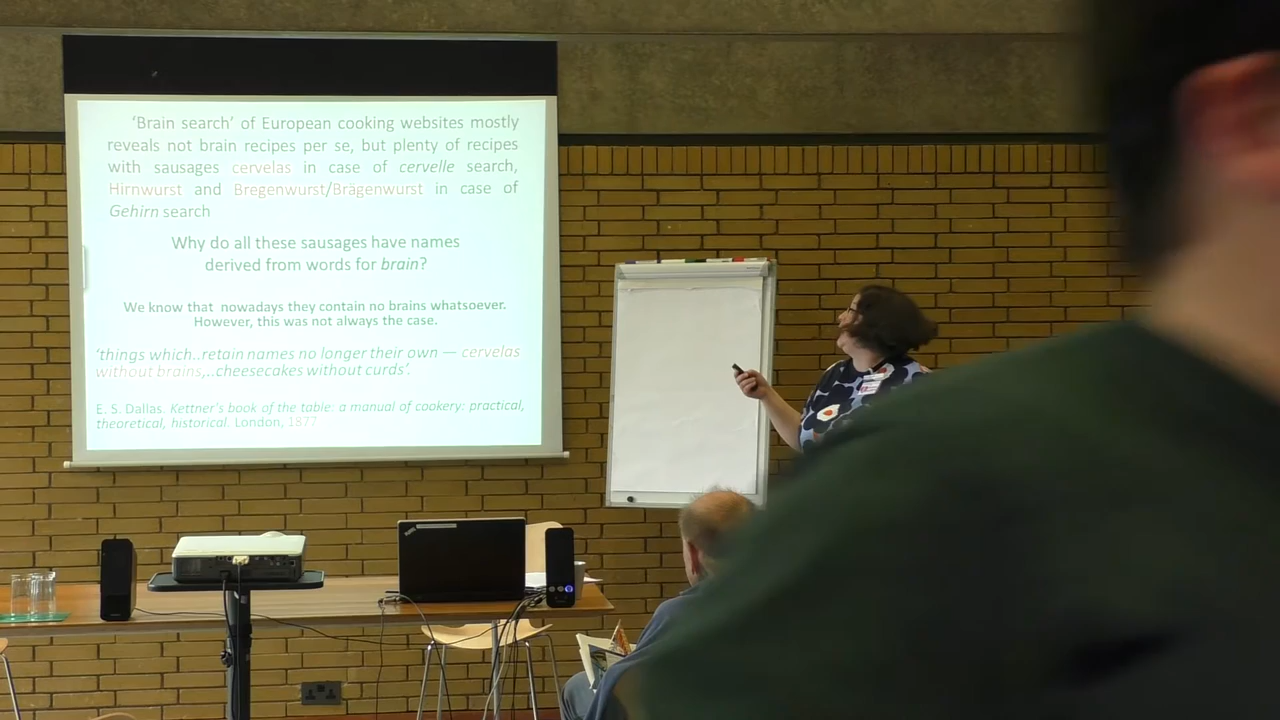 ‘Brain search’ of European cooking websites mostly
reveals not brain recipes per se, but plenty of recipes
with sausages cervelas in case of cervelle search,
Hirnwurst and Bregenwurst/Brägenwurst in case of
Gehirn search
Why do all these sausages have names
derived from words for brain?
We know that nowadays they contain no brains whatsoever.
However, this was not always the case.
‘things which..retain names no longer their own — cervelas
without brains,..cheesecakes without curds’.
E. S. Dallas. Kettner's book of the table: a manual of cookery: practical,
theoretical, historical. London, 1877